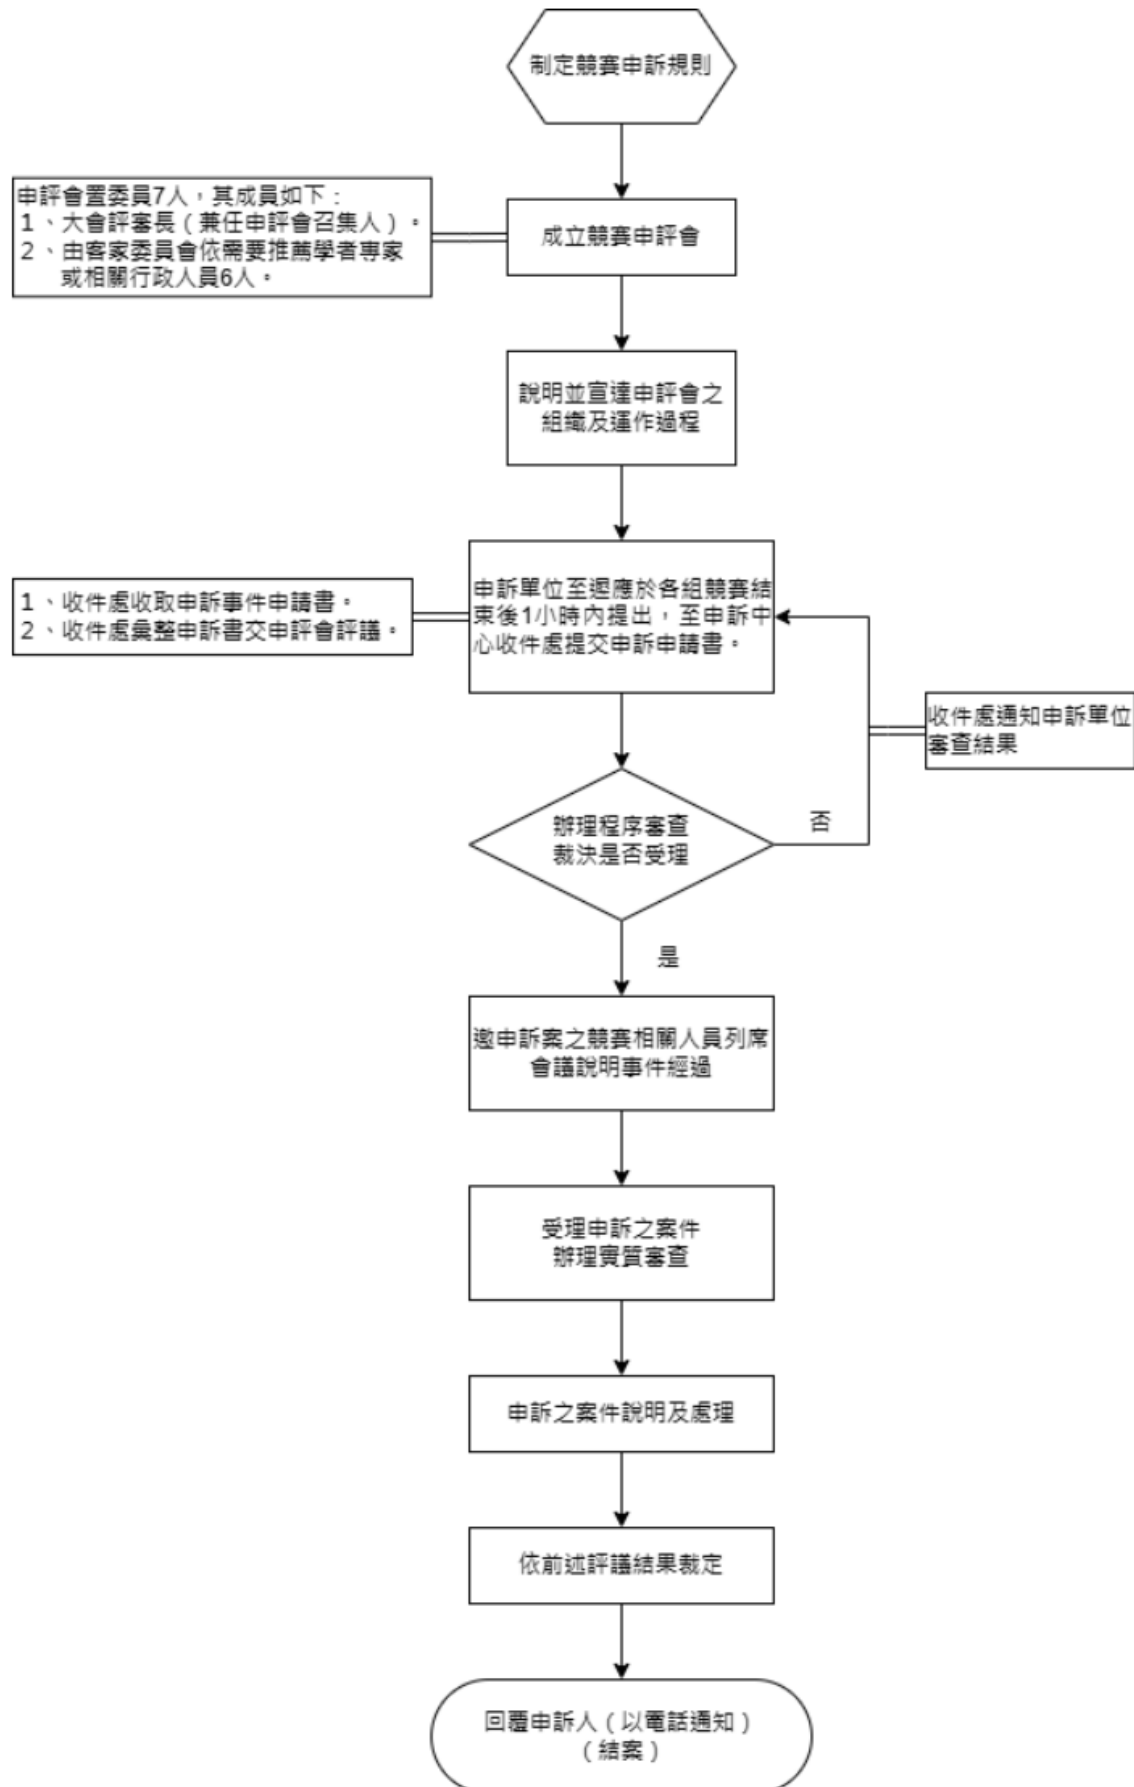 制定競賽申訴規則
申評會置委員7人，其成員如下：
1、大會評審長（兼任申評會召集人）。
2、由客家委員會依需要推薦學者專家
或相關行政人員6人。
成立競賽申評會
說明並宣達申評會之
組織及運作過程
1、收件處收取申訴事件申請書。
2、收件處彙整申訴書交申評會評議。
申訴單位至遲應於各組競賽結
束後1小時內提出，至申訴中
心收件處提交申訴申請書。
收件處通知申訴單位
審查結果
辦理程序審查
裁決是否受理
否
是
邀申訴案之競賽相關人員列席
會議說明事件經過
受理申訴之案件
辦理實質審查
申訴之案件說明及處理
依前述評議結果裁定
回覆申訴人（以電話通知）
（結案）